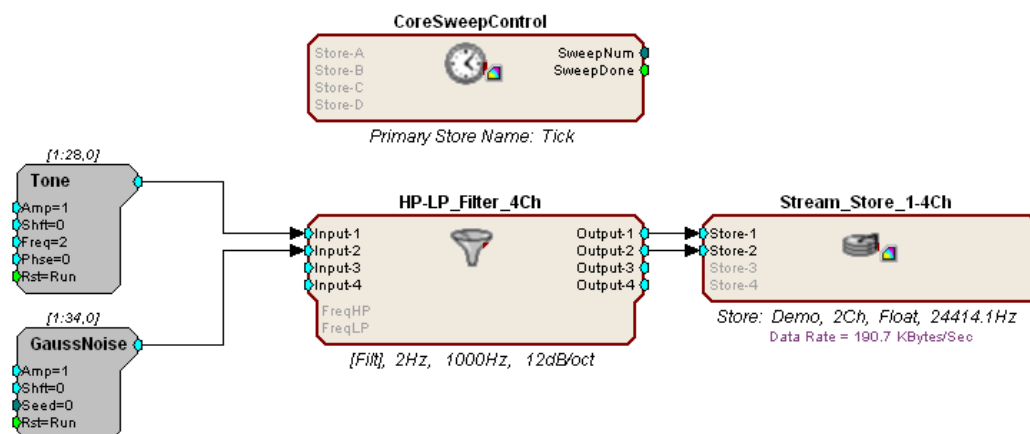 CoreSweepControl
Store-A
Store-B
Store-C
Store-D
SweepNum
SweepDone
Primary Store Name: Tick
[1:28,0]
Tone
Amp=1
Shft=0
Freq=2
Phse=0
Rst=Run
HP-LP_Filter_4Ch
Input-1
Input-2
Input-3
Input-4
FreqHP
FreqLP
Output-1
Output-2
Output-3
Output-4
[Filt], 2Hz, 1000Hz, 12dB/oct
Stream_Store_1-4Ch
Store-1
Store-2
Store-3
Store-4
Store: Demo, 2Ch, Float, 24414.1Hz
Data Rate = 190.7 KBytes/Sec
[1:34,0]
GaussNoise
Amp=1
Shft=0
Seed=0
Rst=Run